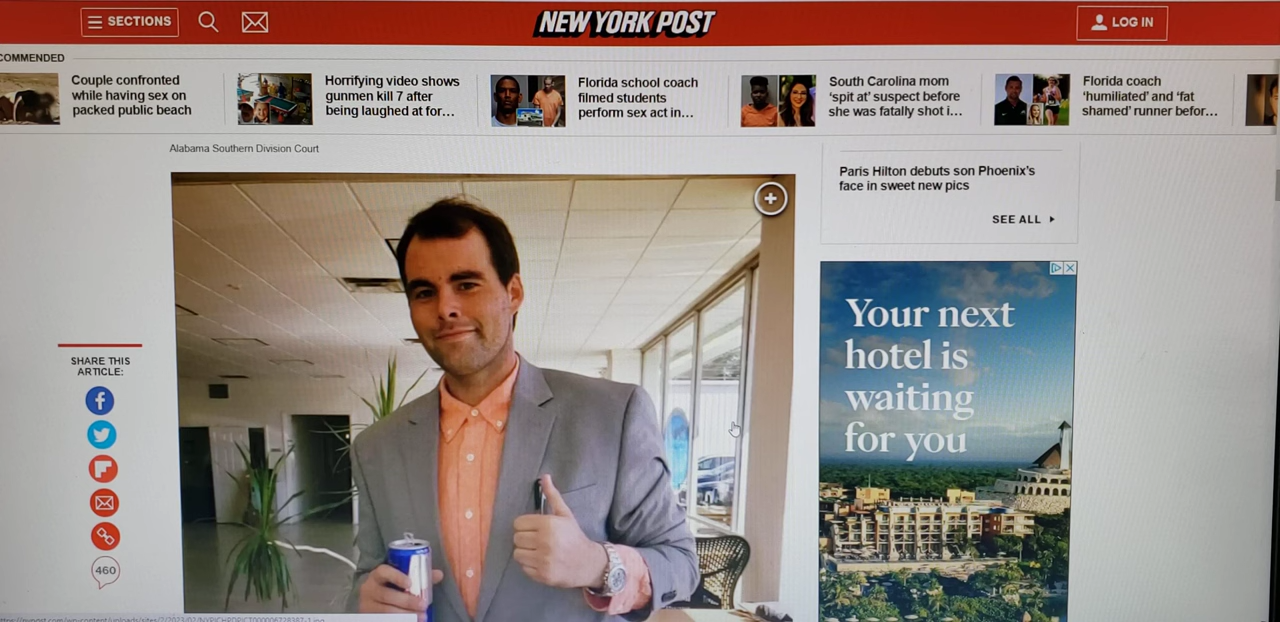 SECTIONS
NEW YORK POST
LOG IN
COMMENDED
Couple confronted
while having sex on
packed public beach
Horrifying video shows
gunmen kill 7 after
being laughed at for...
Florida school coach
filmed students
perform sex act in...
South Carolina mom
‘spit at’ suspect before
she was fatally shot i...
Florida coach
‘humiliated’ and ‘fat
shamed’ runner befor...
Alabama Southern Division Court
Paris Hilton debuts son Phoenix’s
face in sweet new pics
SEE ALL
Your next
hotel is
waiting
for you
SHARE THIS
ARTICLE:
460